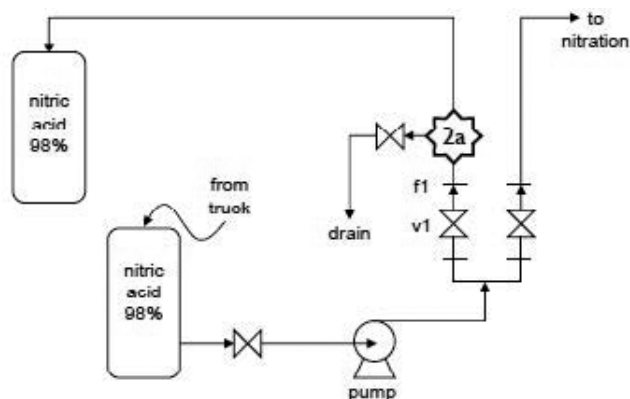 to
nitration
nitric
acid
98%
2a
from
truck
f1
drain
v1
nitric
acid
98%
pump